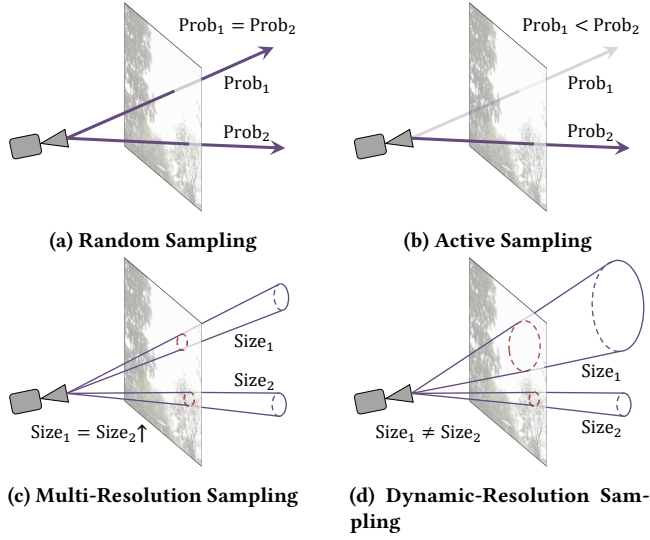 Prob₁ = Prob₂
Prob₁
Prob₂
(a) Random Sampling
Prob₁ < Prob₂
Prob₁
Prob₂
(b) Active Sampling
Size₁
Size₂
Size₁ = Size₂↑
(c) Multi-Resolution Sampling
Size₁
Size₁ ≠ Size₂
Size₂
(d) Dynamic-Resolution Sam-
pling